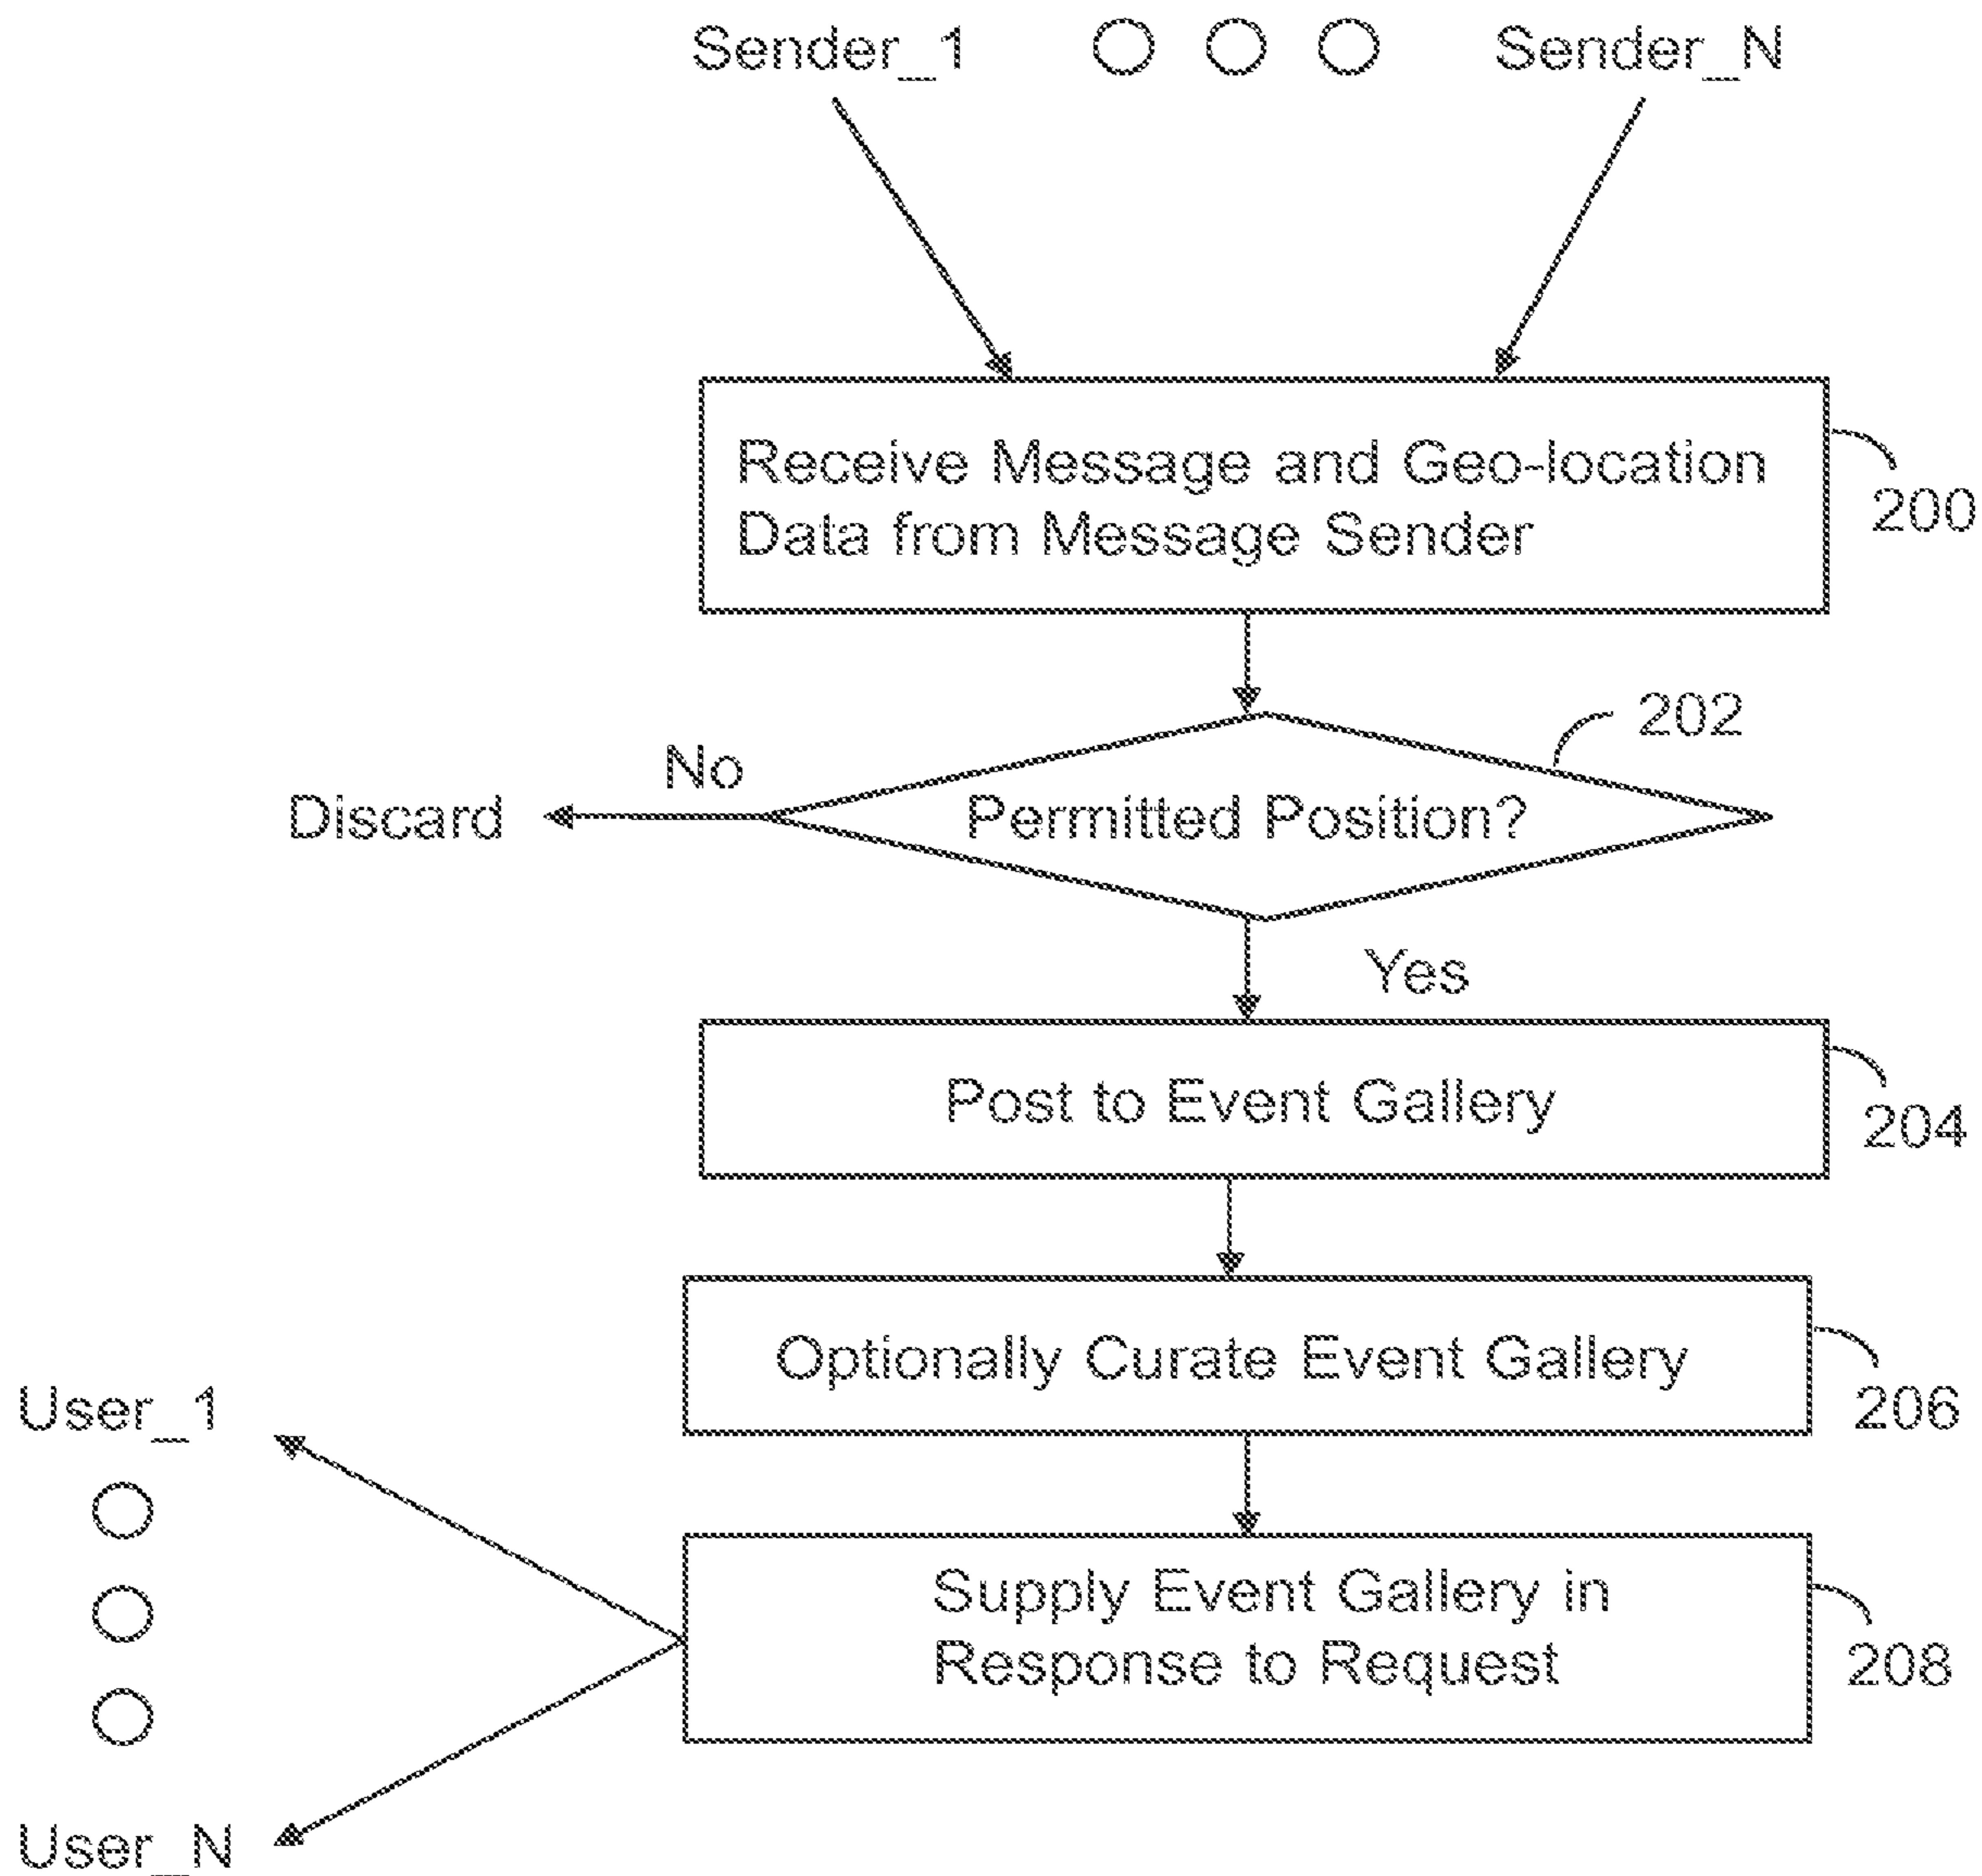 Sender_1
Sender_N
Receive Message and Geo-location
Data from Message Sender
200
202
No
Discard
Permitted Position?
Yes
Post to Event Gallery
204
Optionally Curate Event Gallery
206
User_1
Supply Event Gallery in
Response to Request
208
User_N